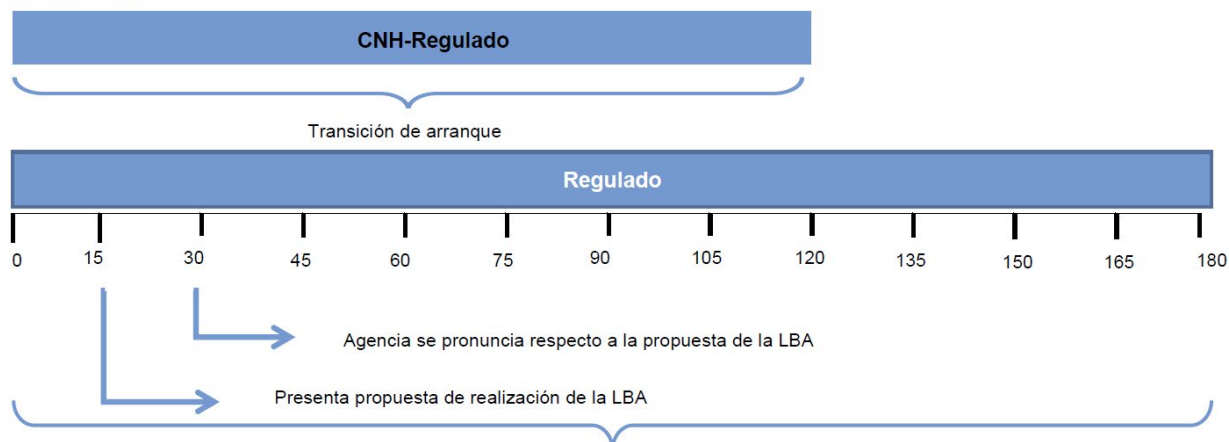 CNH-Regulado
Transición de arranque
Regulado
0 15 30 45 60 75 90 105 120 135 150 165 180
Agencia se pronuncia respecto a la propuesta de la LBA
Presenta propuesta de realización de la LBA